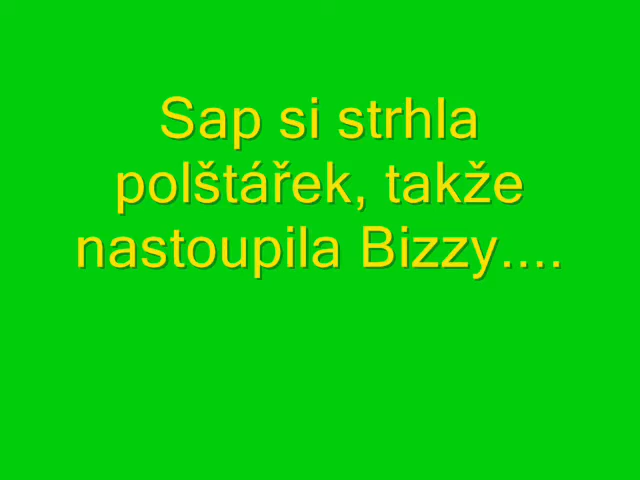 Sap si strhla
polštářek, takže
nastoupila Bizzy....